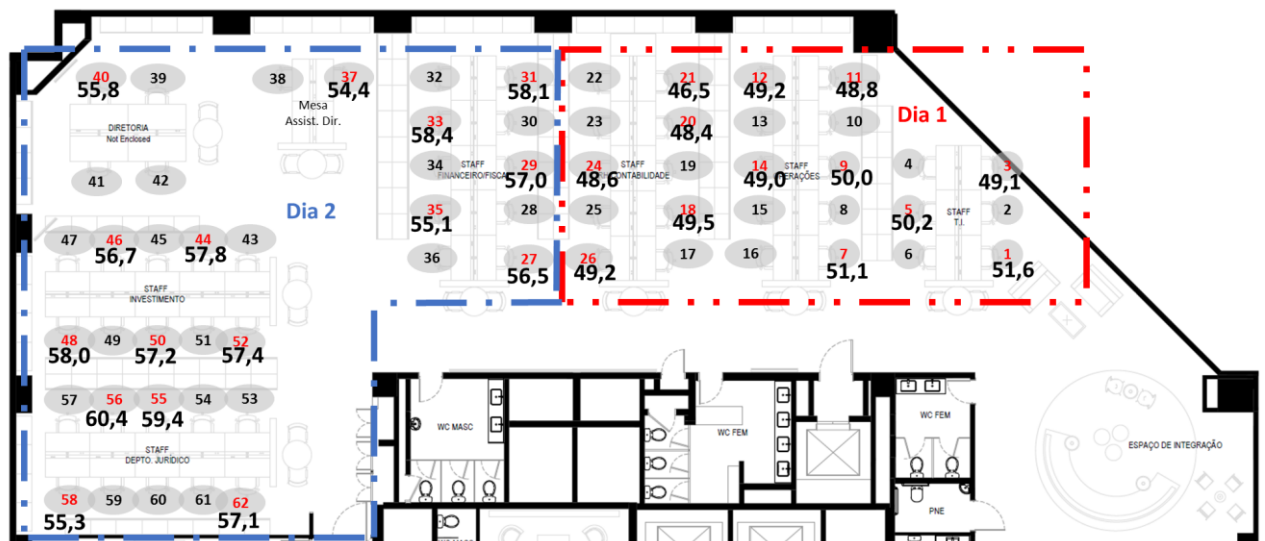 40 39 38 37 32 31 22 21 12 11
55,8 54,4 58,1 46,5 49,2 48,8
Mesa
Assist. Dir.
DIRETORIA
Not Enclosed
33 30 23 20 13 10 Dia 1
58,4 48,4
34 29 24 19 14 9 4 3
57,0 48,6 49,0 50,0 49,1
STAFF
FINANCEIRO/FISCA
STAFF
CONTABILIDADE
STAFF
ERAÇÕES
41 42
Dia 2 35 28 25 18 15 8 5 2
55,1 49,5 50,2
STAFF
T.I.
47 46 45 44 43
56,7 57,8
36 27 26 17 16 7 6 1
56,5 49,2 51,1 51,6
STAFF
INVESTIMENTO
48 49 50 51 52
58,0 57,2 57,4
57 56 55 54 53
60,4 59,4
STAFF
DEPTO. JURÍDICO
58 59 60 61 62
55,3 57,1
WC MASC
WC FEM
WC FEM
ESPAÇO DE INTEGRAÇÃO
PNE